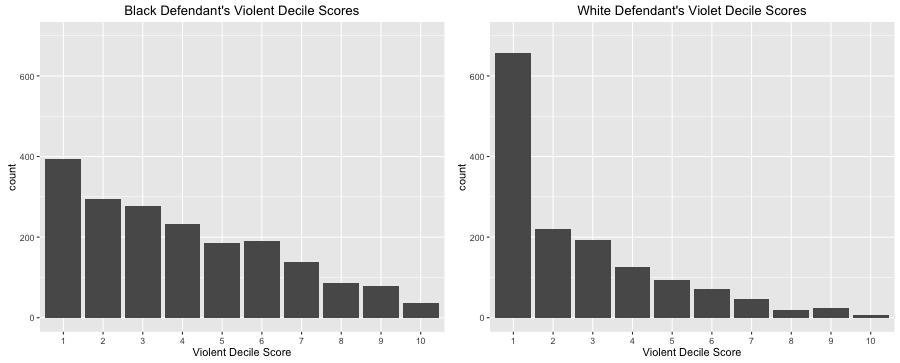 Black Defendant's Violent Decile Scores
count
600
400
200
0
1 2 3 4 5 6 7 8 9 10
Violent Decile Score
White Defendant's Violet Decile Scores
count
600
400
200
0
1 2 3 4 5 6 7 8 9 10
Violent Decile Score